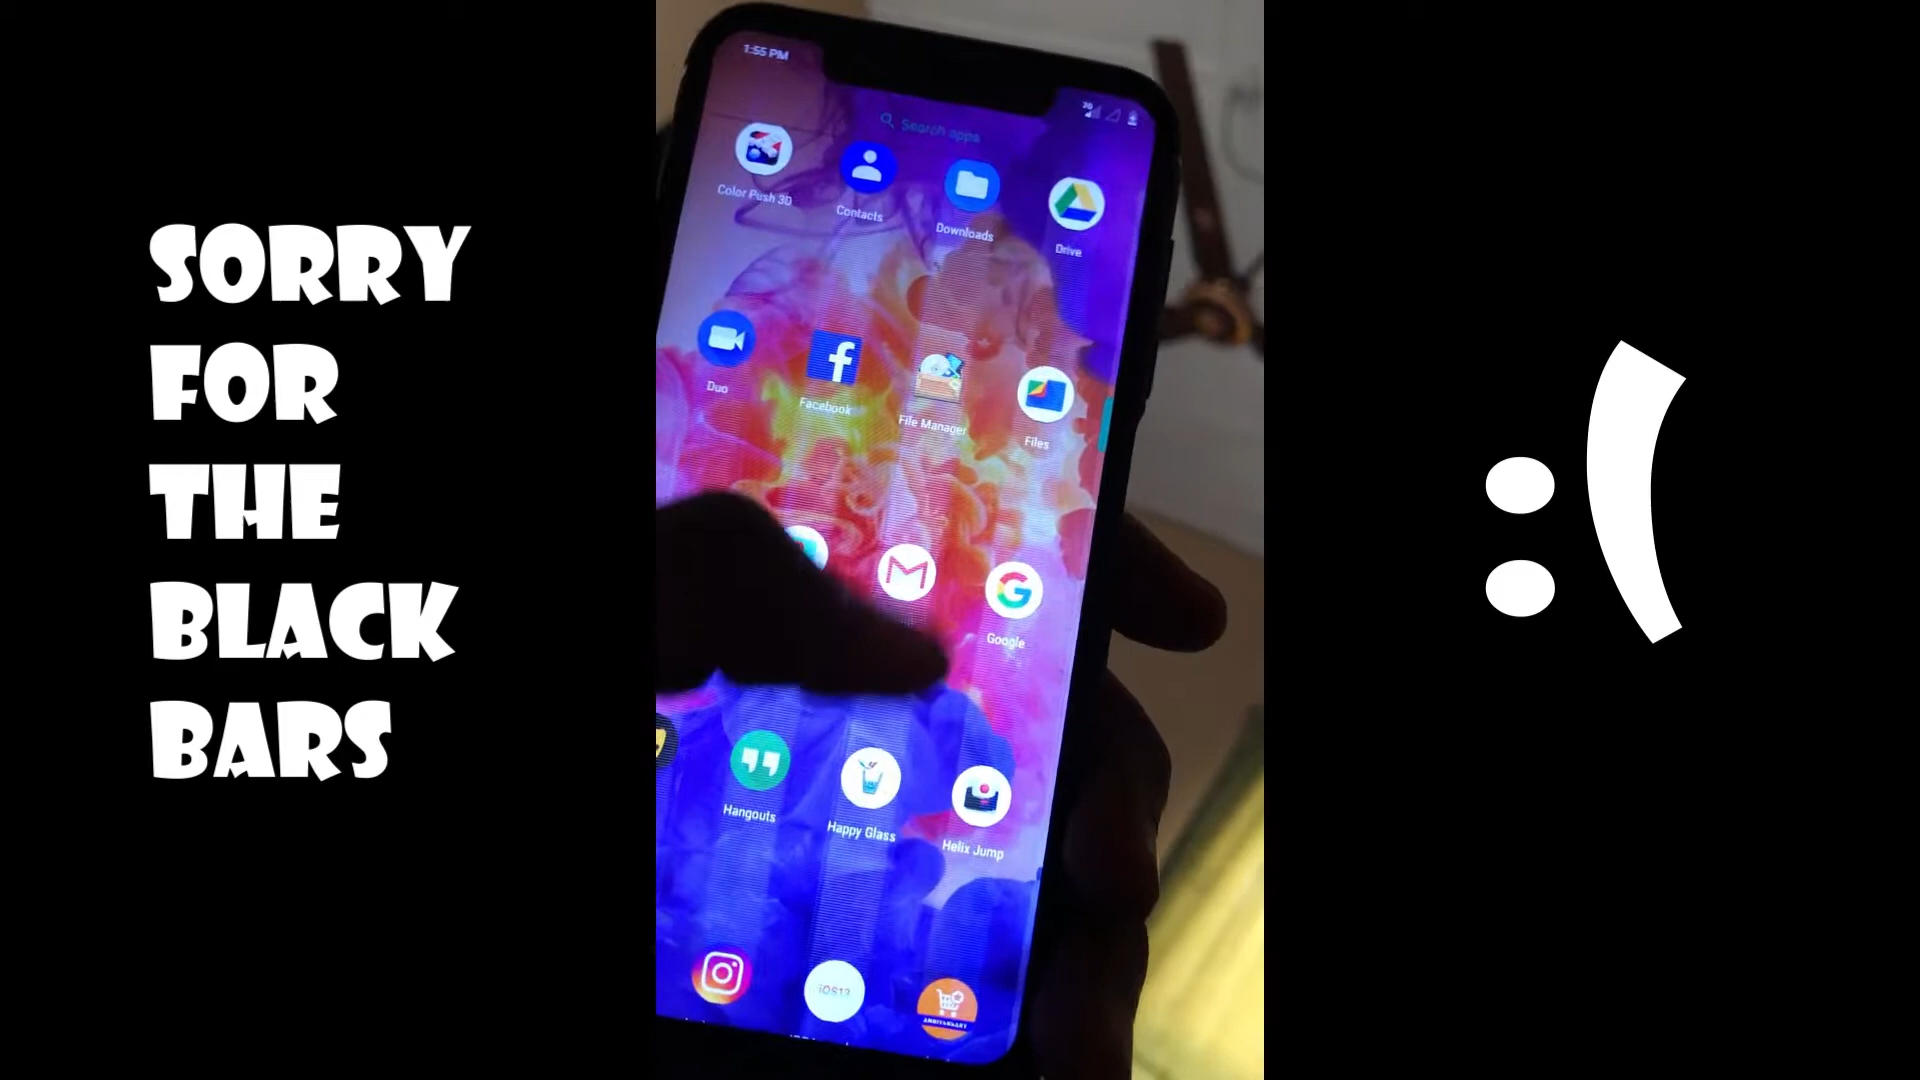 SORRY
FOR
THE
BLACK
BARS
:(
1:55 PM
Search apps
Color Push 3D
Contacts
Downloads
Drive
Duo
Facebook
File Manager
Files
Google
Hangouts
Happy Glass
Helix Jump
iOS13